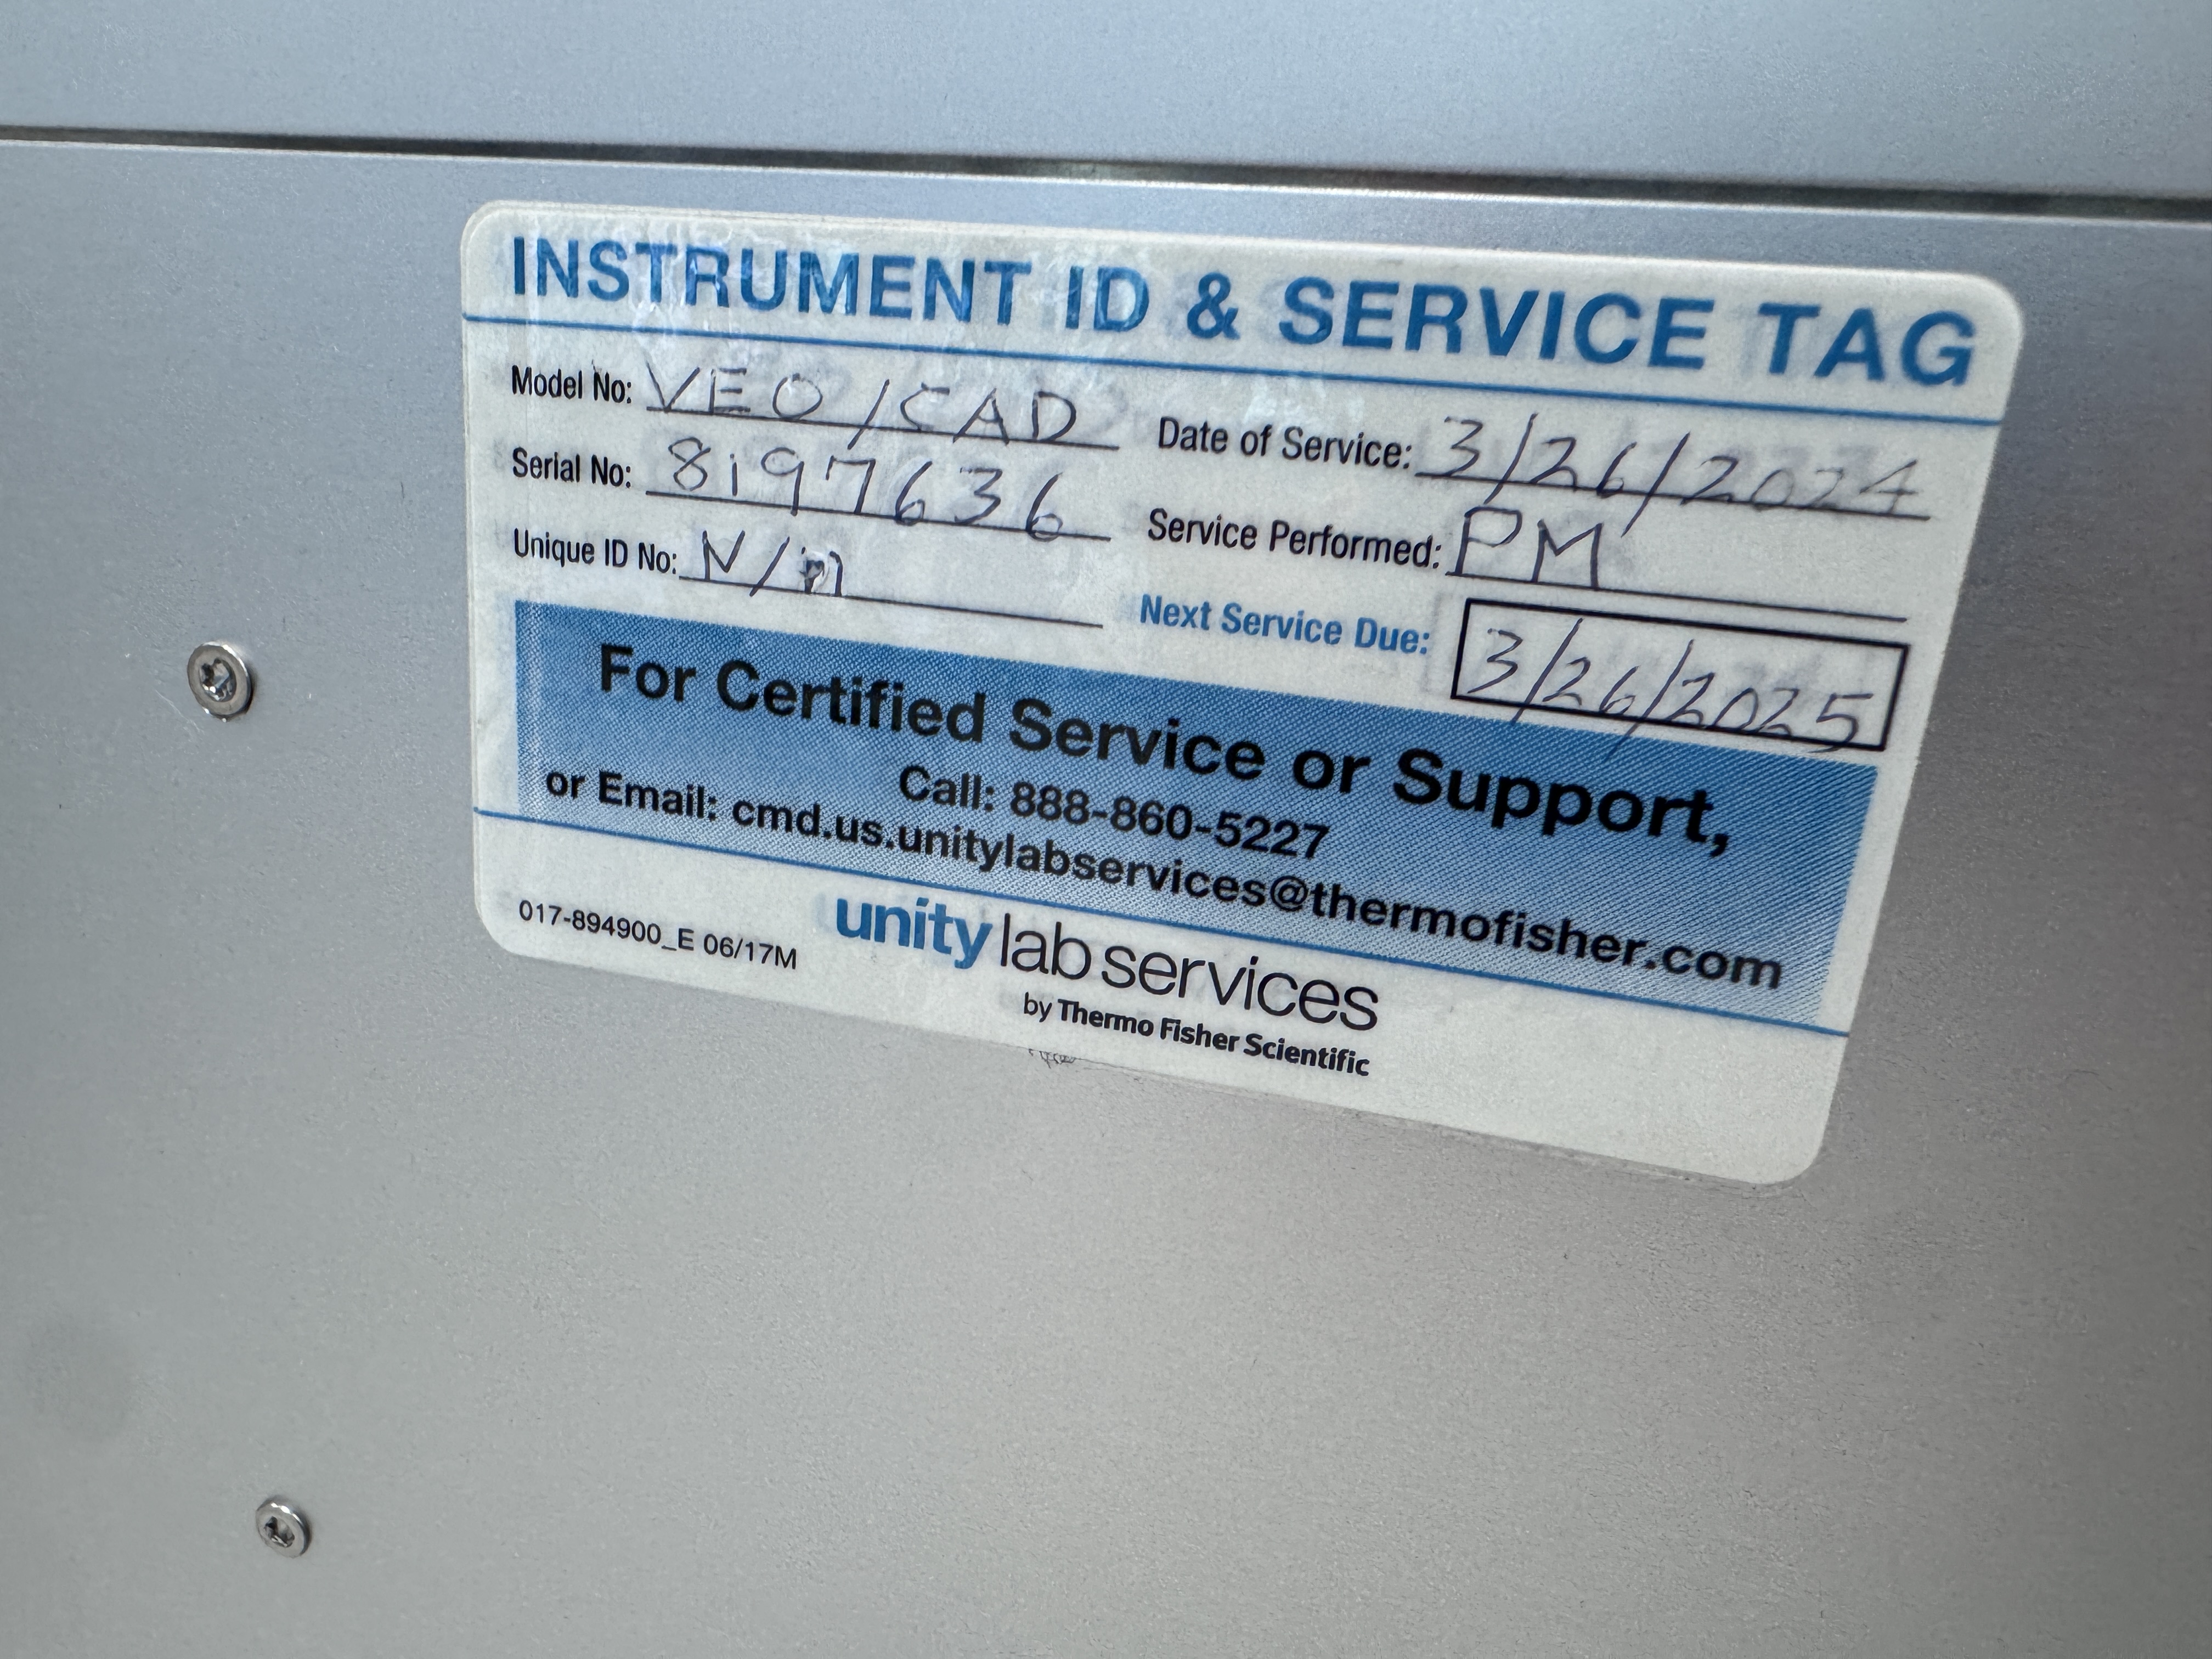 INSTRUMENT ID & SERVICE TAG
Model No: VEO/CAD
Serial No: 8197636
Unique ID No: N/A
Date of Service: 3/26/2024
Service Performed: PM
Next Service Due: 3/26/2025
For Certified Service or Support,
Call: 888-860-5227
or Email: cmd.us.unitylabservices@thermofisher.com
017-894900_E 06/17M
unity lab services
by Thermo Fisher Scientific